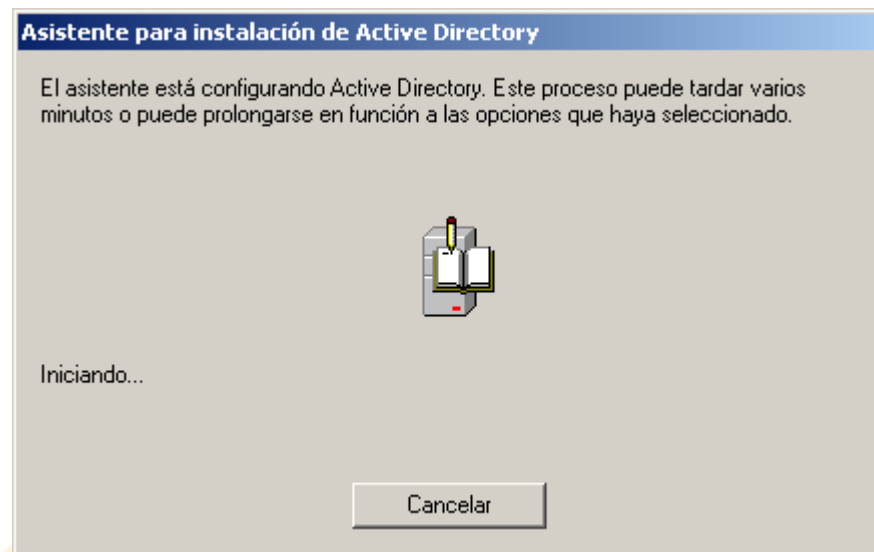 Asistente para instalación de Active Directory
El asistente está configurando Active Directory. Este proceso puede tardar varios
minutos o puede prolongarse en función a las opciones que haya seleccionado.
Iniciando...
Cancelar